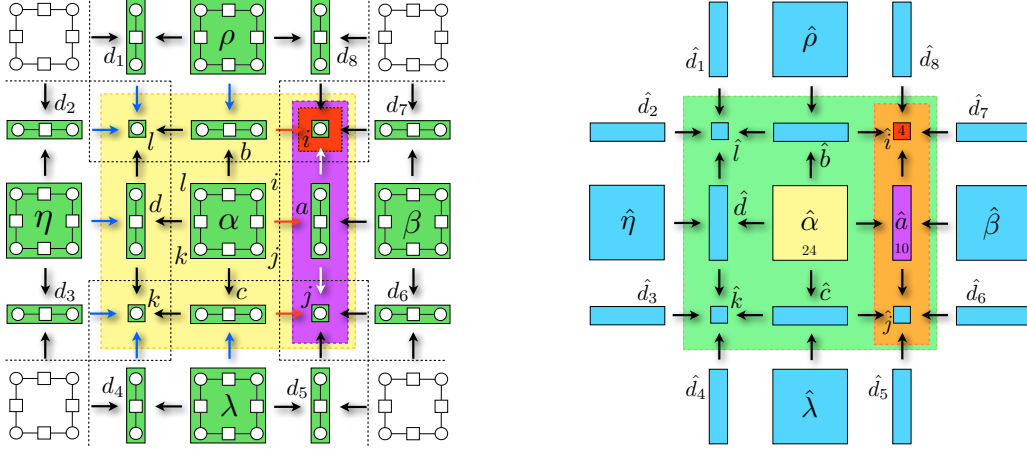 ρ
d₁ d₈ d̂₁ ρ̂ d̂₈
d₂ d₇ d̂₂ d̂₇
l b i l̂ b̂ î 4
l i
η d α a β η̂ d̂ α̂ â β̂
24 10
k j
d₃ k c j d₆ d̂₃ k̂ ĉ ĵ d̂₆
d₄ λ d₅ d̂₄ λ̂ d̂₅